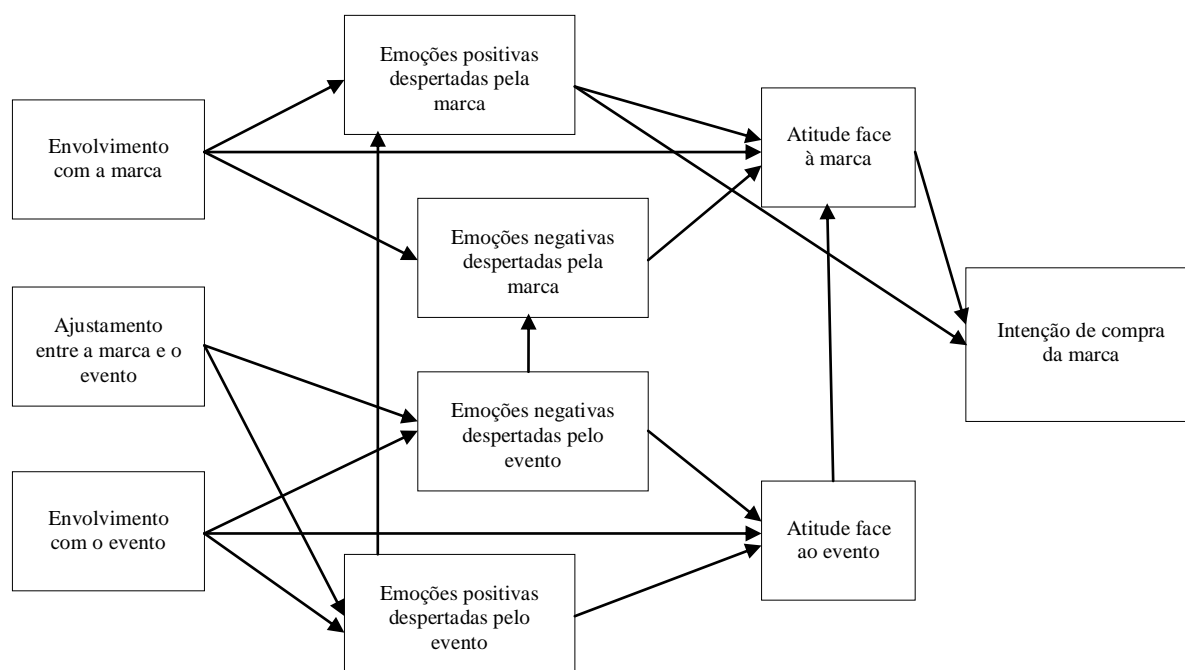 Emoções positivas
despertadas pela
marca
Envolvimento
com a marca
Atitude face
à marca
Emoções negativas
despertadas pela
marca
Ajustamento
entre a marca e o
evento
Intenção de compra
da marca
Emoções negativas
despertadas pelo
evento
Envolvimento
com o evento
Atitude face
ao evento
Emoções positivas
despertadas pelo
evento